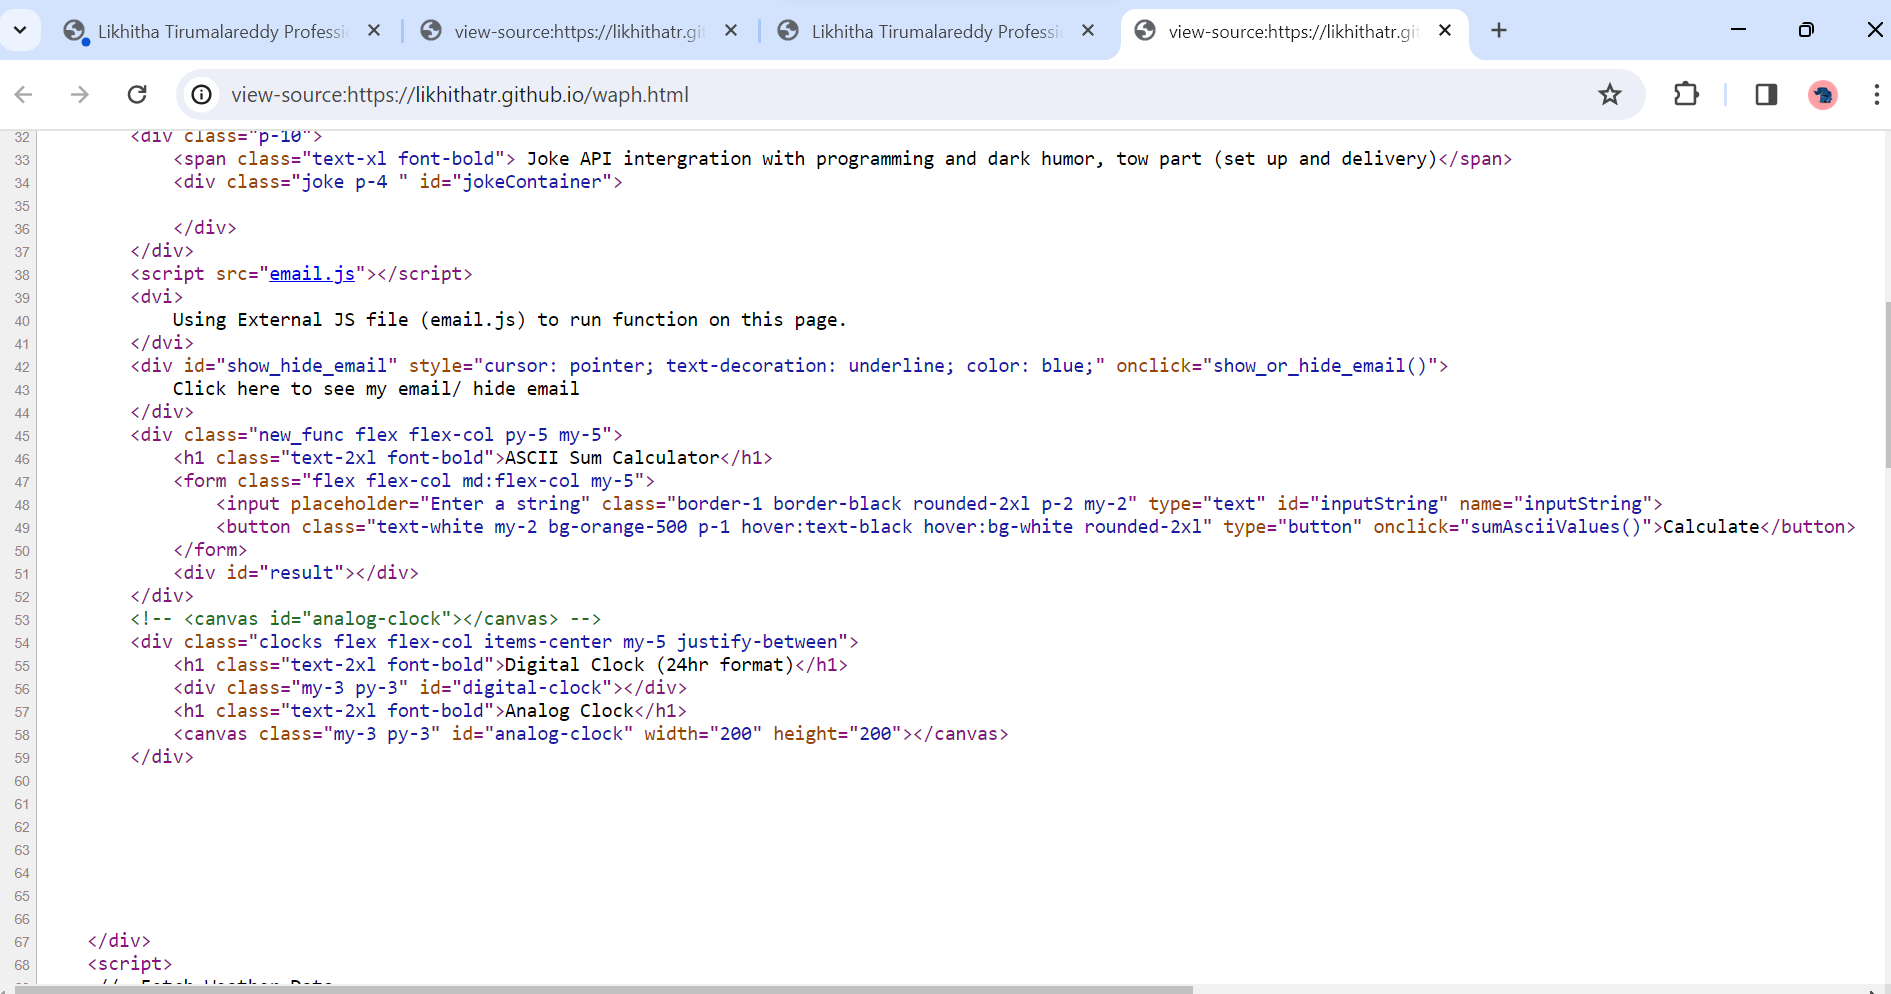 Likhitha Tirumalareddy Professi
view-source:https://likhithatr.git
Likhitha Tirumalareddy Professi
view-source:https://likhithatr.git
view-source:https://likhithatr.github.io/waph.html
32 <div class="p-10">
33 <span class="text-xl font-bold"> Joke API intergration with programming and dark humor, tow part (set up and delivery)</span>
34 <div class="joke p-4 " id="jokeContainer">
35
36 </div>
37 </div>
38 <script src="email.js"></script>
39 <dvi>
40 Using External JS file (email.js) to run function on this page.
41 </dvi>
42 <div id="show_hide_email" style="cursor: pointer; text-decoration: underline; color: blue;" onclick="show_or_hide_email()">
43 Click here to see my email/ hide email
44 </div>
45 <div class="new_func flex flex-col py-5 my-5">
46 <h1 class="text-2xl font-bold">ASCII Sum Calculator</h1>
47 <form class="flex flex-col md:flex-col my-5">
48 <input placeholder="Enter a string" class="border-1 border-black rounded-2xl p-2 my-2" type="text" id="inputString" name="inputString">
49 <button class="text-white my-2 bg-orange-500 p-1 hover:text-black hover:bg-white rounded-2xl" type="button" onclick="sumAsciiValues()">Calculate</button>
50 </form>
51 <div id="result"></div>
52 </div>
53 <!-- <canvas id="analog-clock"></canvas> -->
54 <div class="clocks flex flex-col items-center my-5 justify-between">
55 <h1 class="text-2xl font-bold">Digital Clock (24hr format)</h1>
56 <div class="my-3 py-3" id="digital-clock"></div>
57 <h1 class="text-2xl font-bold">Analog Clock</h1>
58 <canvas class="my-3 py-3" id="analog-clock" width="200" height="200"></canvas>
59 </div>
60
61
62
63
64
65
66
67 </div>
68 <script>
// Fetch Weather Data